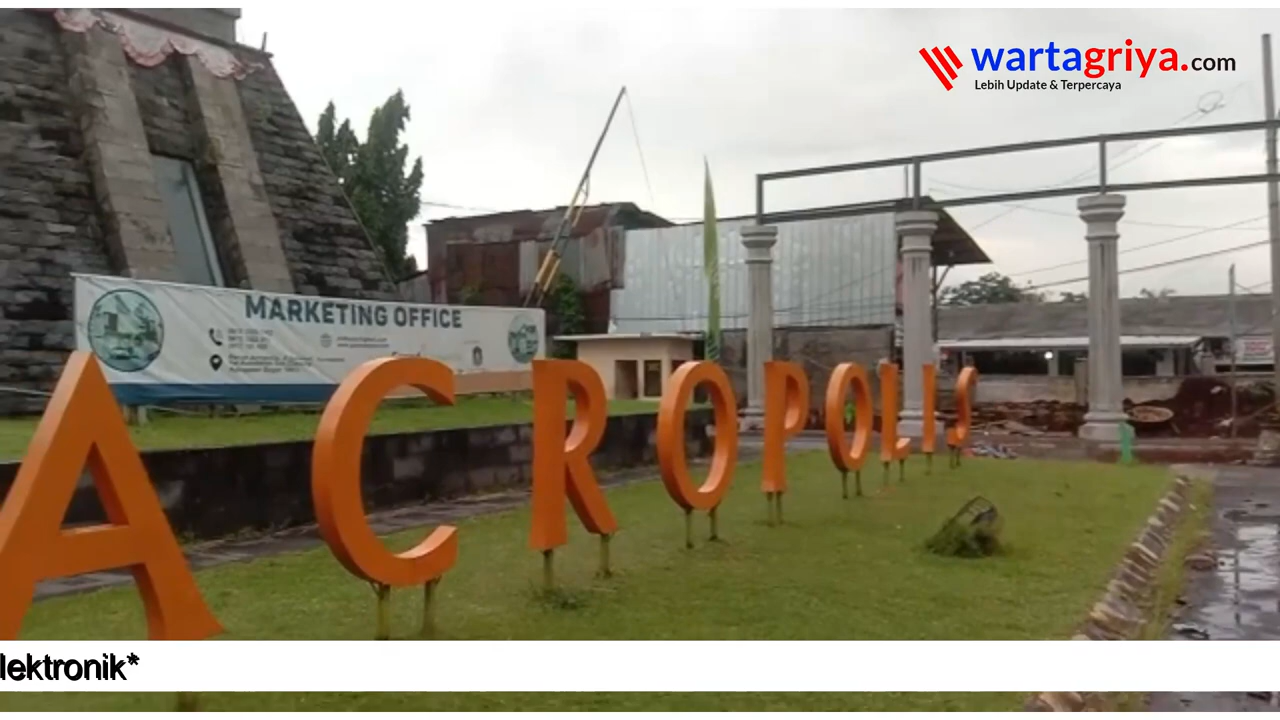 wartagriya.com
Lebih Update & Terpercaya
MARKETING OFFICE
ACROPOLIS
lektronik*